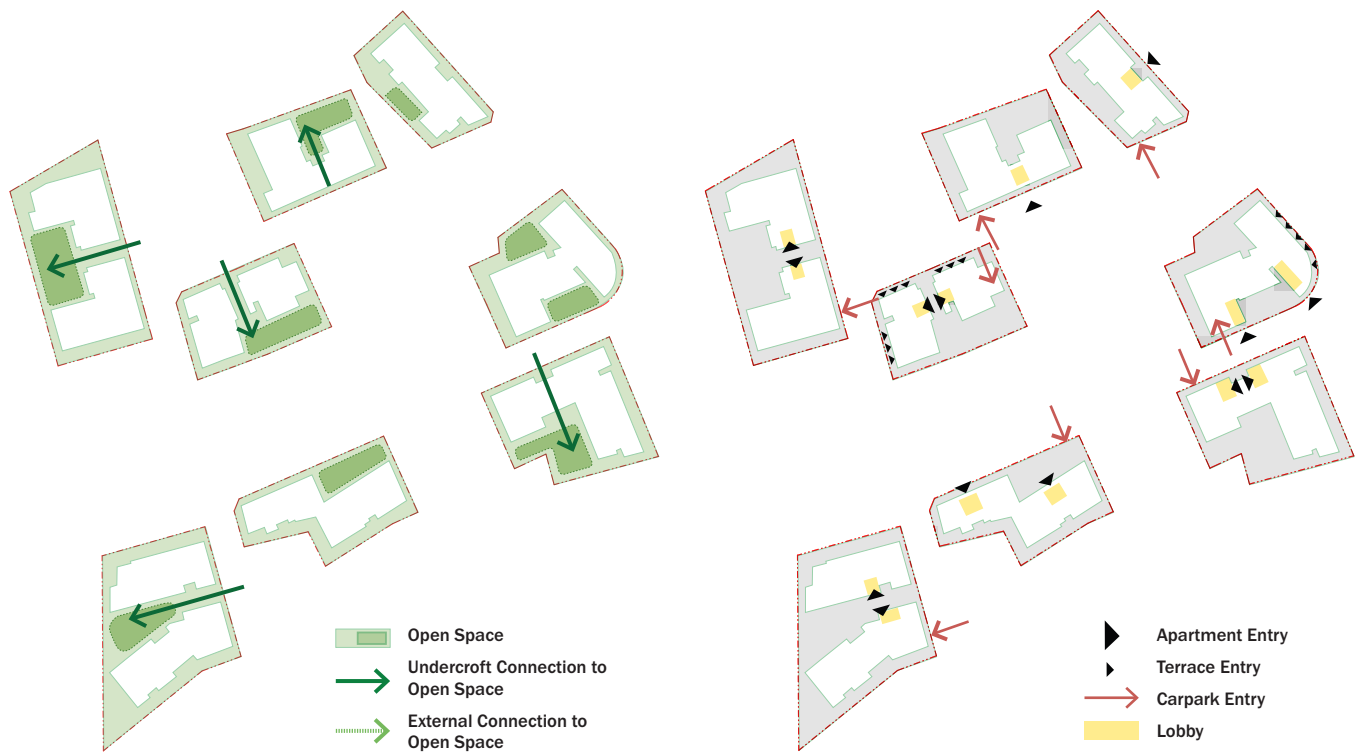 Open Space
Undercroft Connection to
Open Space
External Connection to
Open Space
Apartment Entry
Terrace Entry
Carpark Entry
Lobby